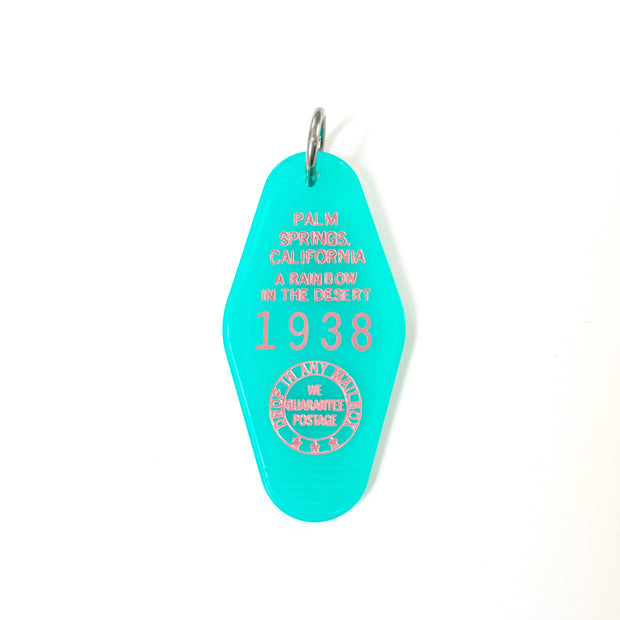 PALM
SPRINGS,
CALIFORNIA
A RAINBOW
IN THE DESERT
1938
DROP IN ANY MAIL BOX
WE
GUARANTEE
POSTAGE